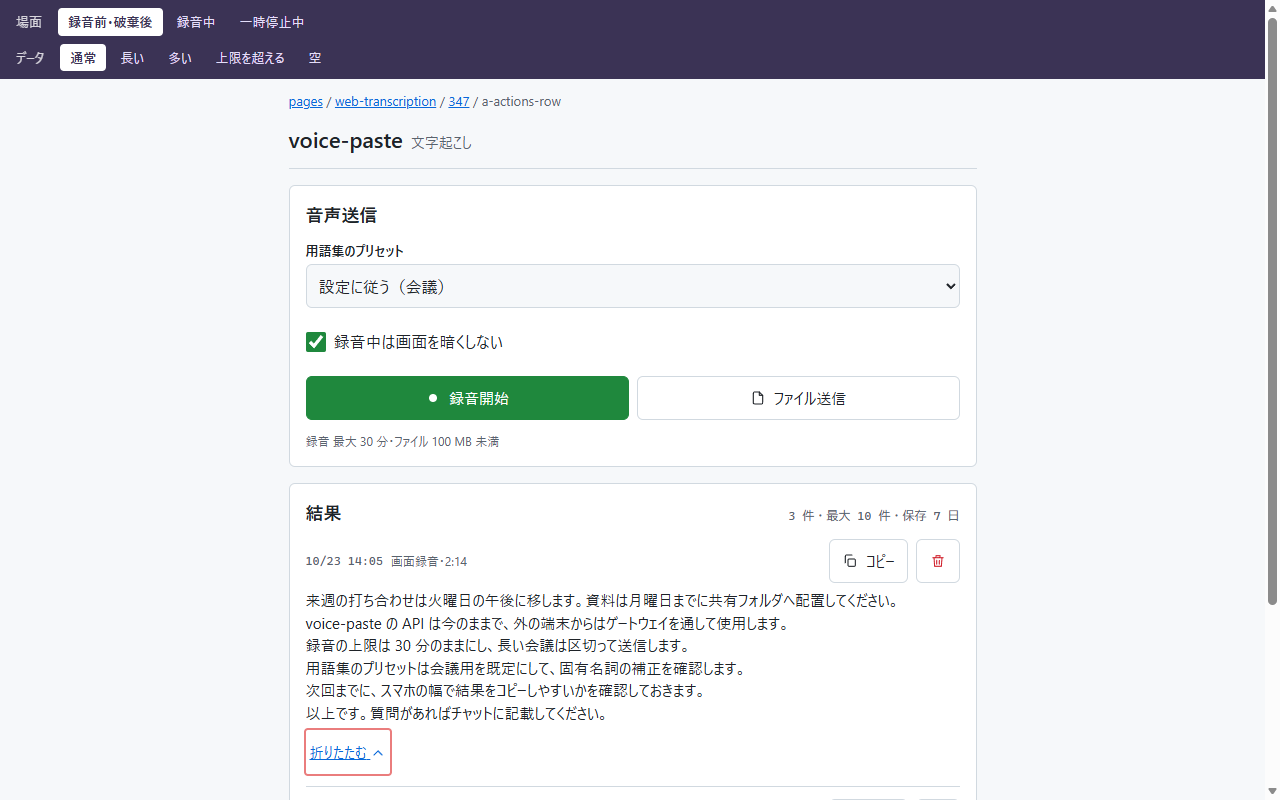 場面 録音前・破棄後 録音中 一時停止中
データ 通常 長い 多い 上限を超える 空
pages / web-transcription / 347 / a-actions-row
voice-paste 文字起こし
音声送信
用語集のプリセット
設定に従う（会議）
録音中は画面を暗くしない
録音開始 ファイル送信
録音 最大 30 分・ファイル 100 MB 未満
結果 3 件・最大 10 件・保存 7 日
10/23 14:05 画面録音・2:14 コピー
来週の打ち合わせは火曜日の午後に移します。資料は月曜日までに共有フォルダへ配置してください。
voice-paste の API は今のままで、外の端末からはゲートウェイを通して使用します。
録音の上限は 30 分のままにし、長い会議は区切って送信します。
用語集のプリセットは会議用を既定にして、固有名詞の補正を確認します。
次回までに、スマホの幅で結果をコピーしやすいかを確認しておきます。
以上です。質問があればチャットに記載してください。
折りたたむ